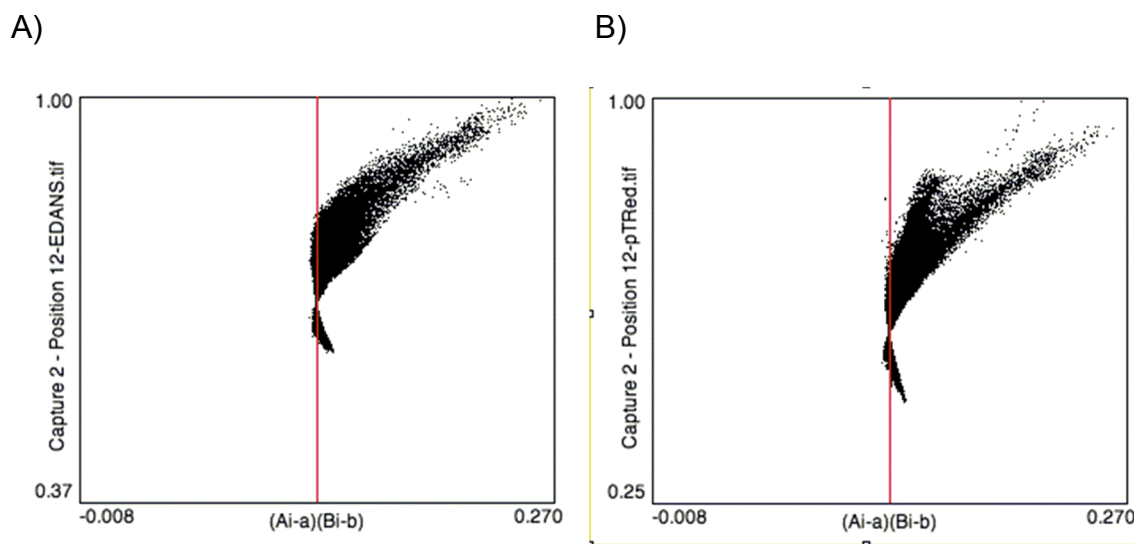 A)
B)
1.00
Capture 2 - Position 12-EDANS.tif
0.37
-0.008
(Ai-a)(Bi-b)
0.270
1.00
Capture 2 - Position 12-pTRed.tif
0.25
-0.008
(Ai-a)(Bi-b)
0.270